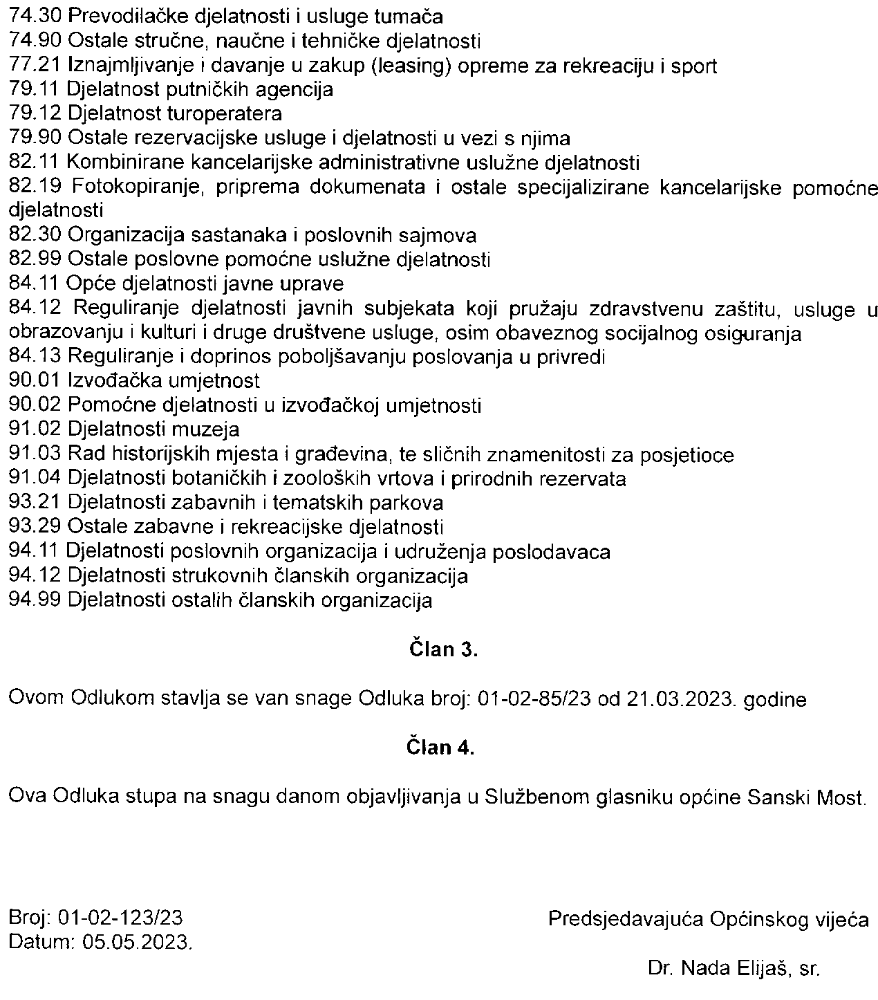 74.30 Prevodilačke djelatnosti i usluge tumača
74.90 Ostale stručne, naučne i tehničke djelatnosti
77.21 Iznajmljivanje i davanje u zakup (leasing) opreme za rekreaciju i sport
79.11 Djelatnost putničkih agencija
79.12 Djelatnost turoperatera
79.90 Ostale rezervacijske usluge i djelatnosti u vezi s njima
82.11 Kombinirane kancelarijske administrativne uslužne djelatnosti
82.19 Fotokopiranje, priprema dokumenata i ostale specijalizirane kancelarijske pomoćne
djelatnosti
82.30 Organizacija sastanaka i poslovnih sajmova
82.99 Ostale poslovne pomoćne uslužne djelatnosti
84.11 Opće djelatnosti javne uprave
84.12 Reguliranje djelatnosti javnih subjekata koji pružaju zdravstvenu zaštitu, usluge u
obrazovanju i kulturi i druge društvene usluge, osim obaveznog socijalnog osiguranja
84.13 Reguliranje i doprinos poboljšavanju poslovanja u privredi
90.01 Izvođačka umjetnost
90.02 Pomoćne djelatnosti u izvođačkoj umjetnosti
91.02 Djelatnosti muzeja
91.03 Rad historijskih mjesta i građevina, te sličnih znamenitosti za posjetioce
91.04 Djelatnosti botaničkih i zooloških vrtova i prirodnih rezervata
93.21 Djelatnosti zabavnih i tematskih parkova
93.29 Ostale zabavne i rekreacijske djelatnosti
94.11 Djelatnosti poslovnih organizacija i udruženja poslodavaca
94.12 Djelatnosti strukovnih članskih organizacija
94.99 Djelatnosti ostalih članskih organizacija
Član 3.
Ovom Odlukom stavlja se van snage Odluka broj: 01-02-85/23 od 21.03.2023. godine
Član 4.
Ova Odluka stupa na snagu danom objavljivanja u Službenom glasniku općine Sanski Most.
Broj: 01-02-123/23
Datum: 05.05.2023.
Predsjedavajuća Općinskog vijeća
Dr. Nada Elijaš, sr.